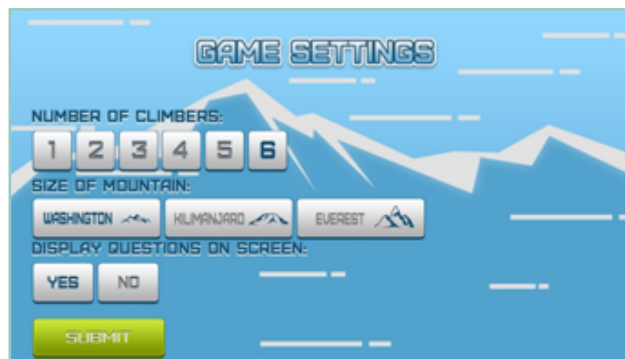 GAME SETTINGS
NUMBER OF CLIMBERS:
1 2 3 4 5 6
SIZE OF MOUNTAIN:
WASHINGTON KILIMANJARO EVEREST
DISPLAY QUESTIONS ON SCREEN:
YES NO
SUBMIT